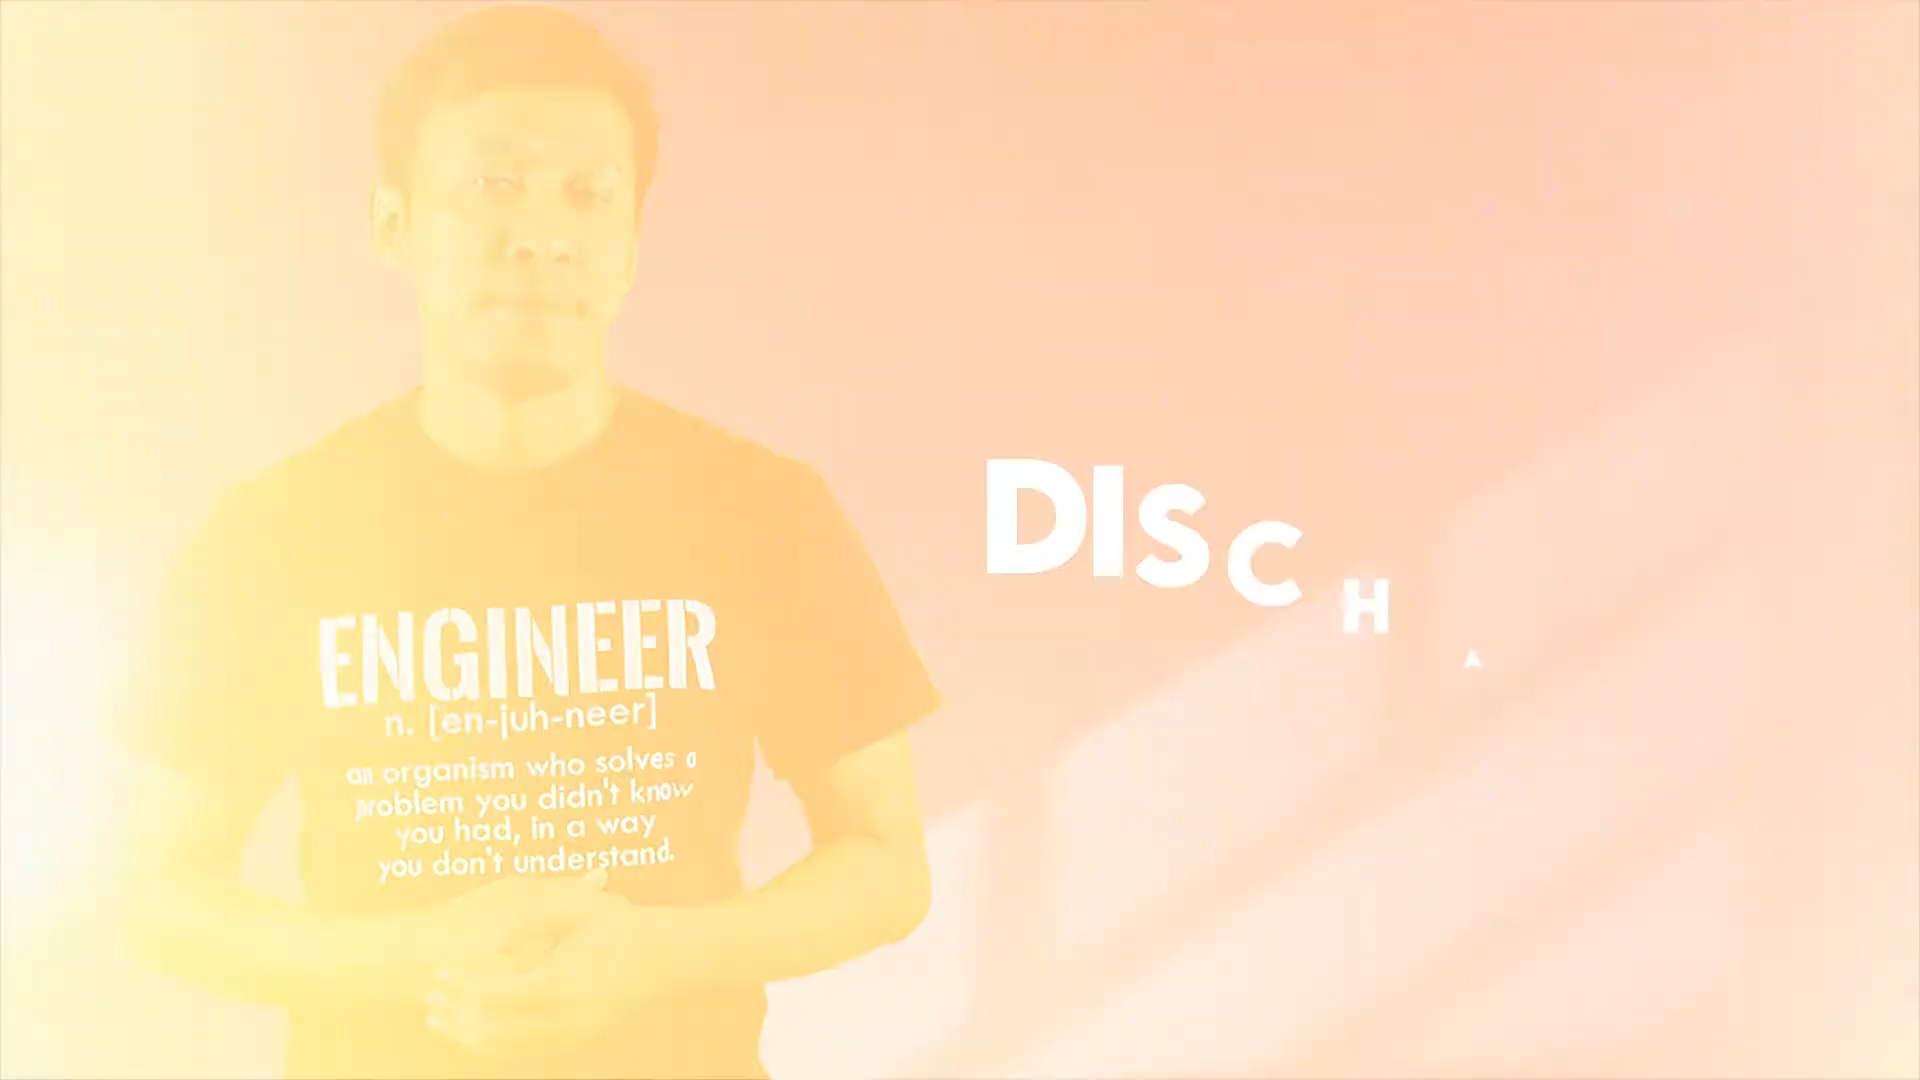 ENGINEER
n. [en-juh-neer]
an organism who solves a
problem you didn't know
you had, in a way
you don't understand.
DISCHA